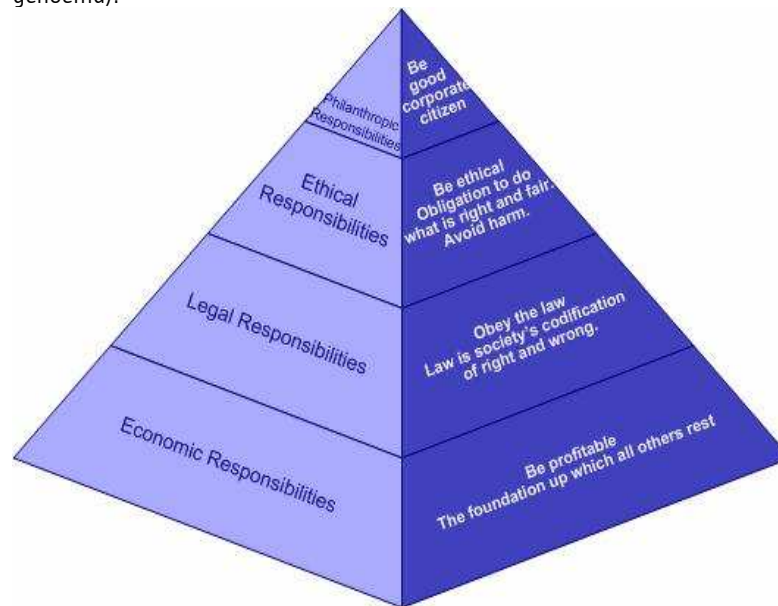 genoemd).
Philanthropic
Responsibilities
Be
good
corporate
citizen
Ethical
Responsibilities
Be ethical
Obligation to do
what is right and fair.
Avoid harm.
Legal Responsibilities
Obey the law
Law is society's codification
of right and wrong.
Economic Responsibilities
Be profitable
The foundation up which all others rest